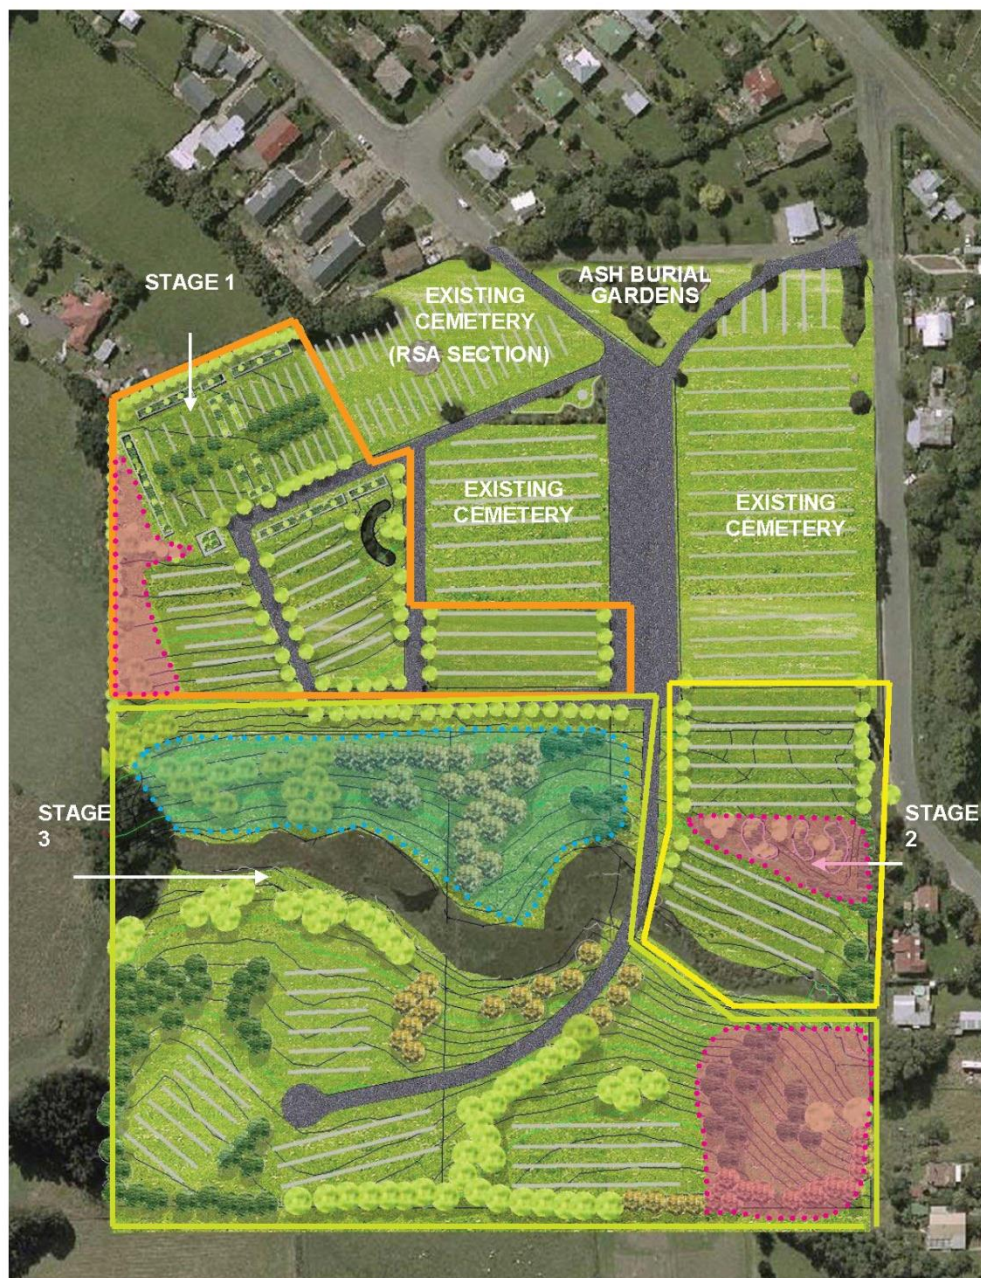 STAGE 1
EXISTING
CEMETERY
(RSA SECTION)
ASH BURIAL
GARDENS
EXISTING
CEMETERY
EXISTING
CEMETERY
STAGE
3
STAGE
2